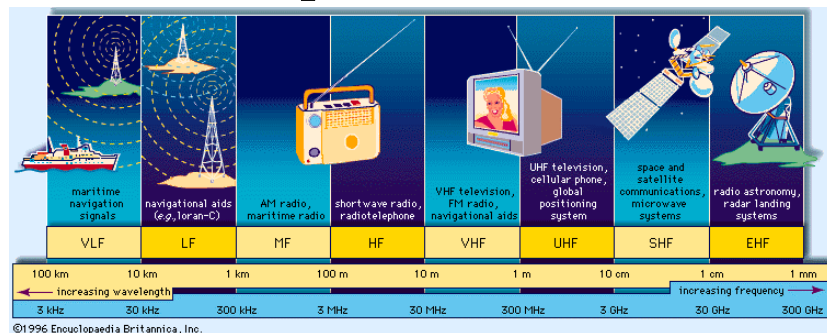 maritime
navigation
signals
navigational aids
(e.g., loran-C)
AM radio,
maritime radio
shortwave radio,
radiotelephone
VHF television,
FM radio,
navigational aids
UHF television,
cellular phone,
global
positioning
system
space and
satellite
communications,
microwave
systems
radio astronomy,
radar landing
systems
VLF LF MF HF VHF UHF SHF EHF
100 km 10 km 1 km 100 m 10 m 1 m 10 cm 1 cm 1 mm
increasing wavelength increasing frequency
3 kHz 30 kHz 300 kHz 3 MHz 30 MHz 300 MHz 3 GHz 30 GHz 300 GHz
©1996 Encyclopaedia Britannica, Inc.